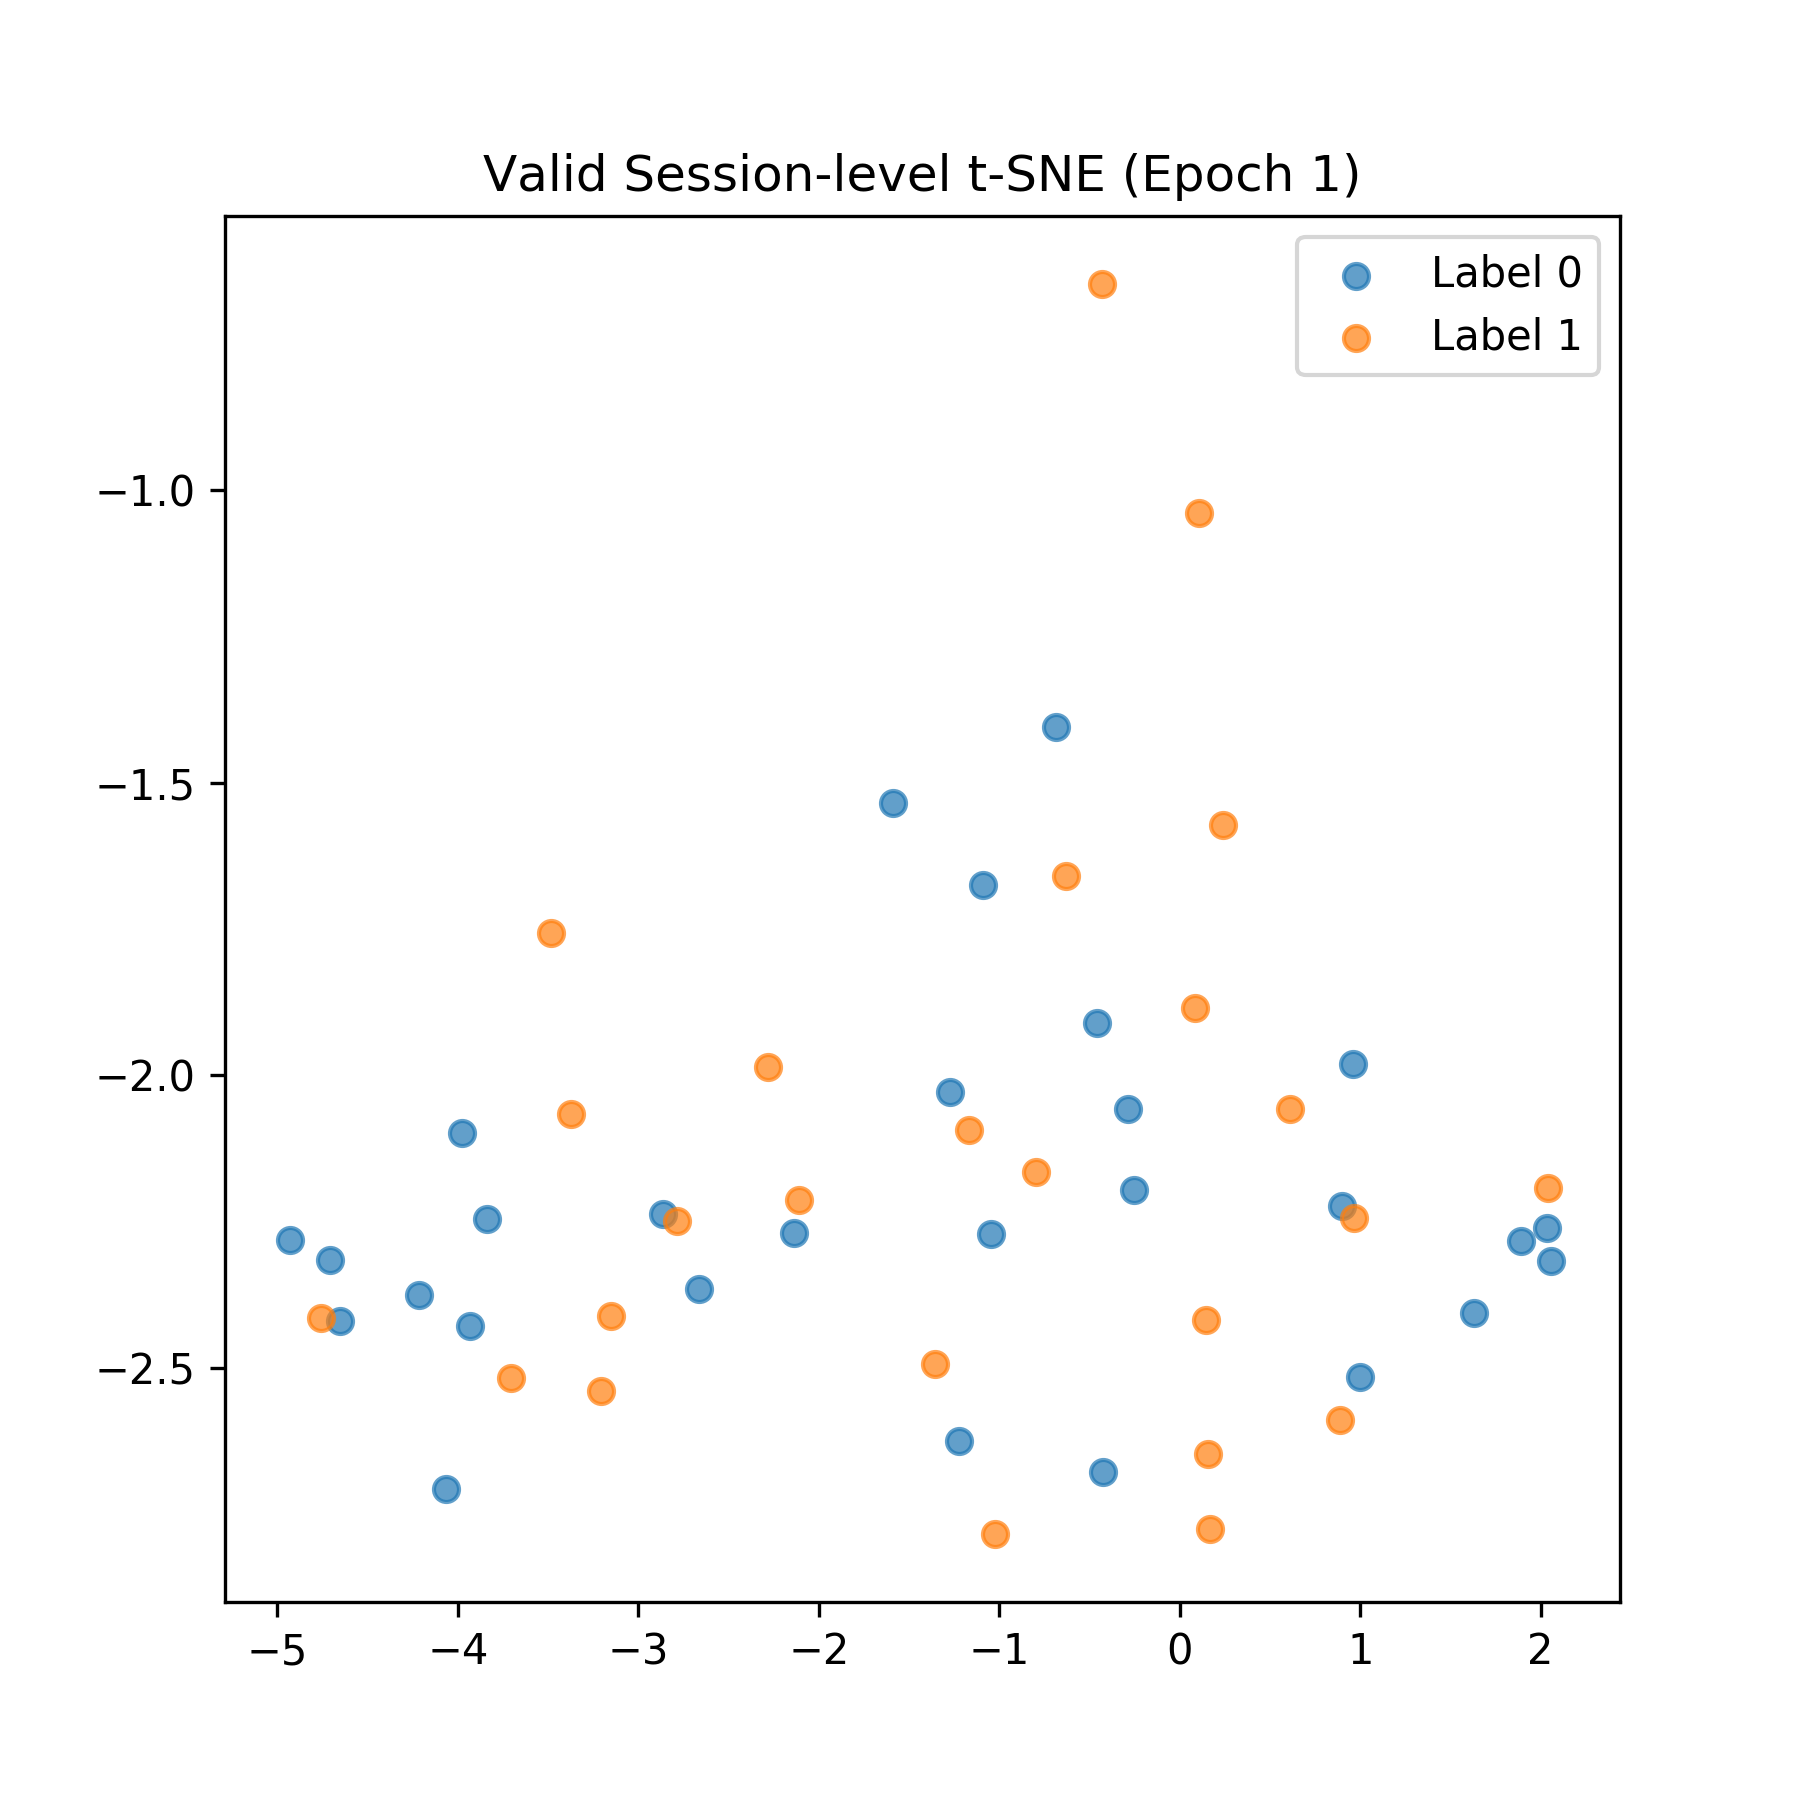 Valid Session-level t-SNE (Epoch 1)
Label 0
Label 1
−1.0
−1.5
−2.0
−2.5
−5 −4 −3 −2 −1 0 1 2